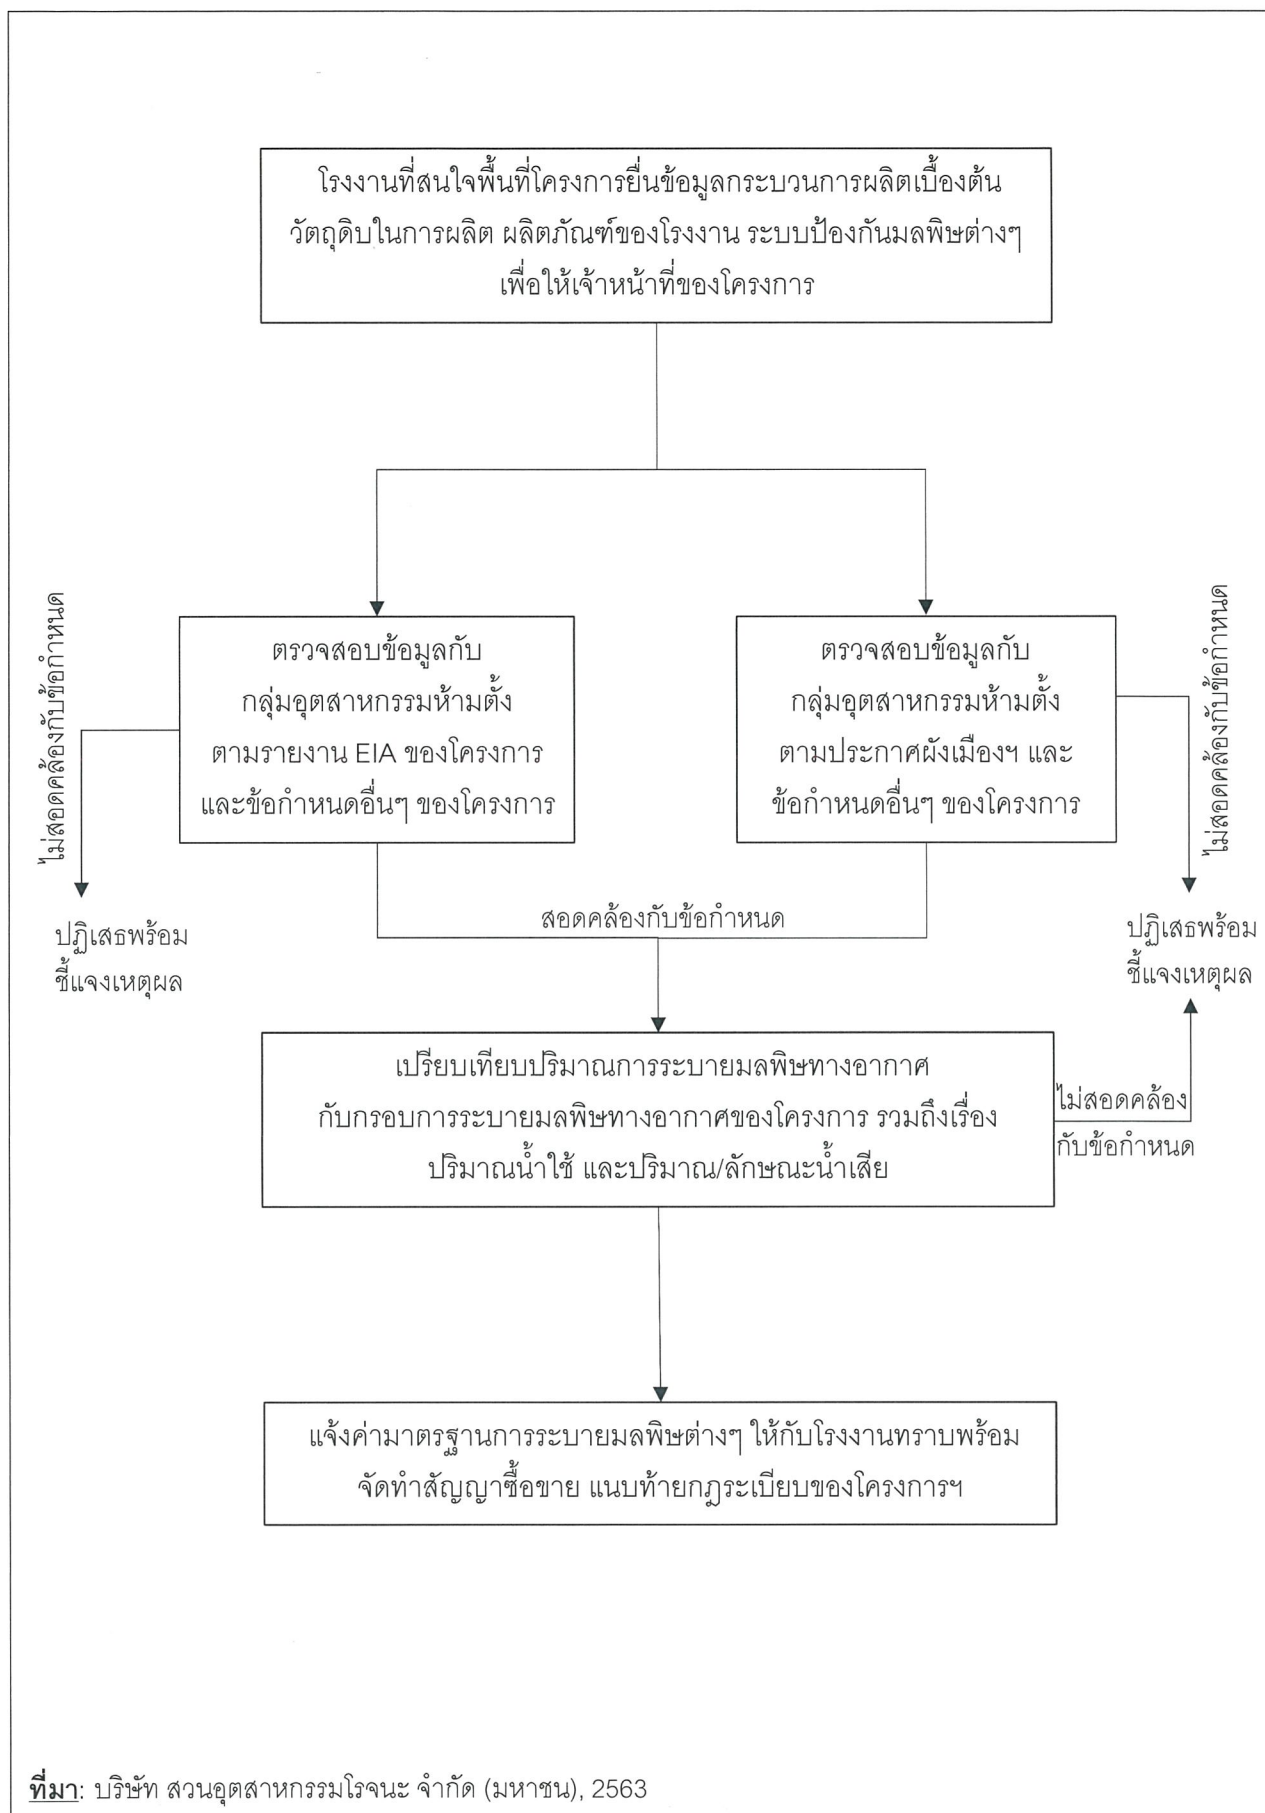 โรงงานที่สนใจพื้นที่โครงการยื่นข้อมูลกระบวนการผลิตเบื้องต้น
วัตถุดิบในการผลิต ผลิตภัณฑ์ของโรงงาน ระบบป้องกันมลพิษต่างๆ
เพื่อให้เจ้าหน้าที่ของโครงการ
ไม่สอดคล้องกับข้อกำหนด
ตรวจสอบข้อมูลกับ
กลุ่มอุตสาหกรรมห้ามตั้ง
ตามรายงาน EIA ของโครงการ
และข้อกำหนดอื่นๆ ของโครงการ
ตรวจสอบข้อมูลกับ
กลุ่มอุตสาหกรรมห้ามตั้ง
ตามประกาศผังเมืองฯ และ
ข้อกำหนดอื่นๆ ของโครงการ
ไม่สอดคล้องกับข้อกำหนด
ปฏิเสธพร้อม
ชี้แจงเหตุผล
สอดคล้องกับข้อกำหนด
ปฏิเสธพร้อม
ชี้แจงเหตุผล
เปรียบเทียบปริมาณการระบายมลพิษทางอากาศ
กับกรอบการระบายมลพิษทางอากาศของโครงการ รวมถึงเรื่อง
ปริมาณน้ำใช้ และปริมาณ/ลักษณะน้ำเสีย
ไม่สอดคล้อง
กับข้อกำหนด
แจ้งค่ามาตรฐานการระบายมลพิษต่างๆ ให้กับโรงงานทราบพร้อม
จัดทำสัญญาซื้อขาย แนบท้ายกฎระเบียบของโครงการฯ
ที่มา: บริษัท สวนอุตสาหกรรมโรจนะ จำกัด (มหาชน), 2563